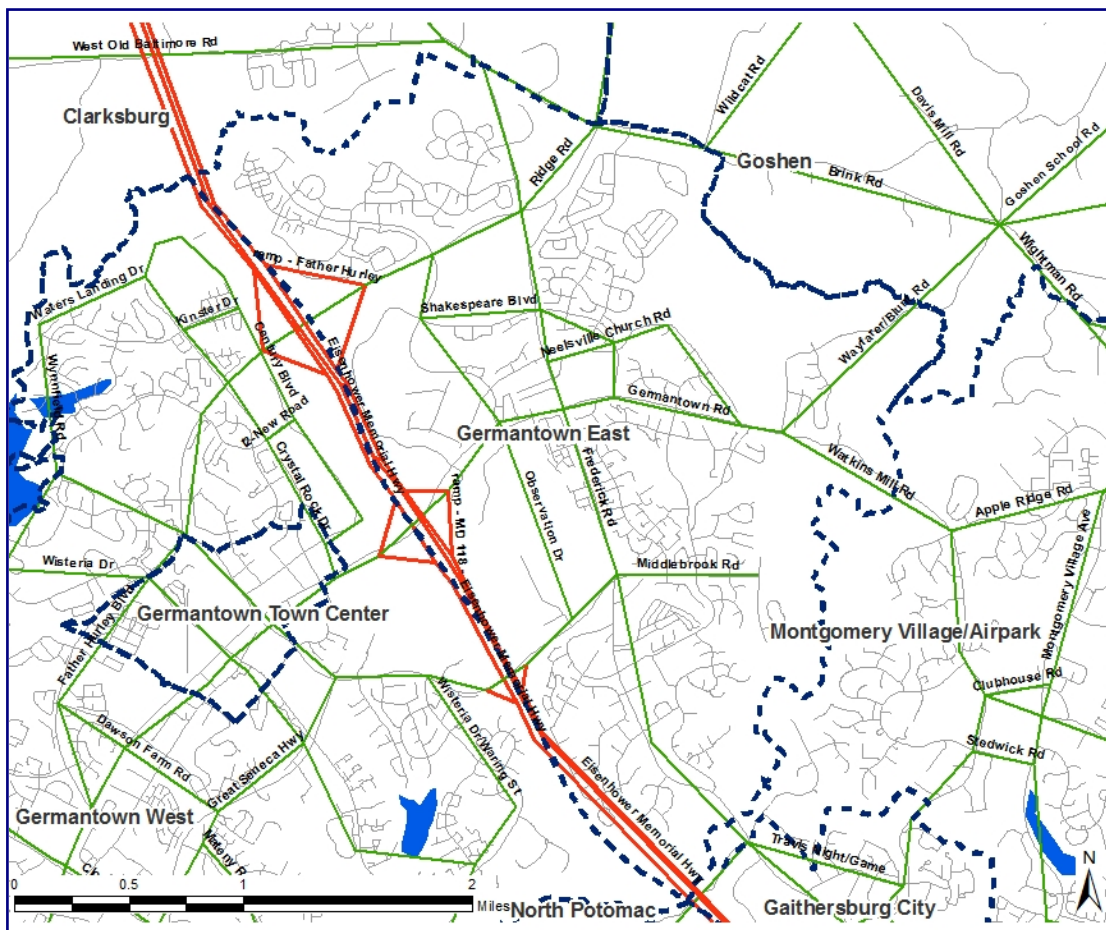 West Old Baltimore Rd
Clarksburg
Wildcat Rd
Davis Mill Rd
Goshen
Ridge Rd
Brink Rd
Goshen School Rd
Wightman Rd
ramp - Father Hurley
Waters Landing Dr
Kinster Dr
Shakespeare Blvd
Neelsville Church Rd
Century Blvd
Eisenhower Memorial Hwy
Wynnfield Rd
I2 New Road
Germantown Rd
Germantown East
Crystal Rock Dr
ramp - MD 118
Observation Dr
Frederick Rd
Watkins Mill Rd
Apple Ridge Rd
Montgomery Village Ave
Wisteria Dr
Middlebrook Rd
Father Hurley Blvd
Germantown Town Center
Eisenhower Memorial Hwy
Montgomery Village/Airpark
Clubhouse Rd
Wisteria Dr/Waring St
Stedwick Rd
Dawson Farm Rd
Great Seneca Hwy
Eisenhower Memorial Hwy
Germantown West
Travis
Mateny R
N
0 0.5 1 2
Miles
North Potomac
Gaithersburg City